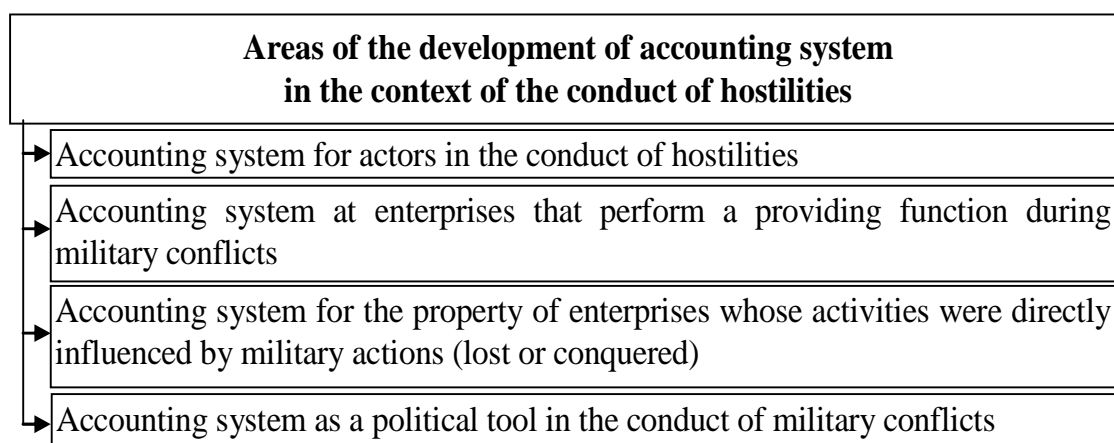 Areas of the development of accounting system
in the context of the conduct of hostilities
Accounting system for actors in the conduct of hostilities
Accounting system at enterprises that perform a providing function during
military conflicts
Accounting system for the property of enterprises whose activities were directly
influenced by military actions (lost or conquered)
Accounting system as a political tool in the conduct of military conflicts